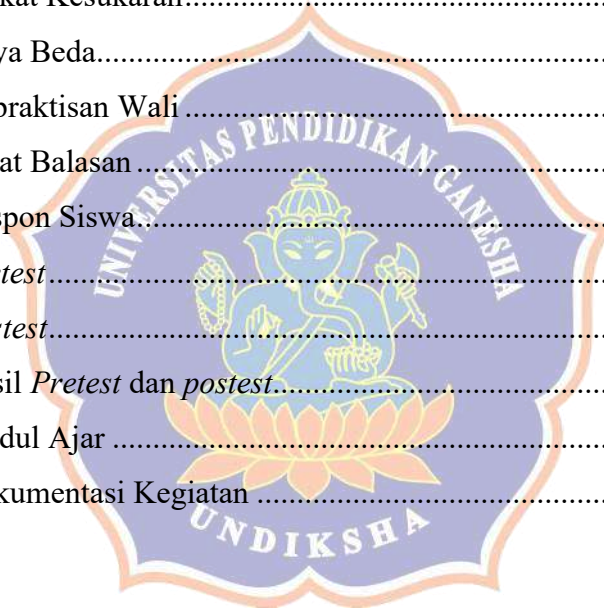 kat Kesukaran
ya Beda
praktisan Wali
at Balasan
spon Siswa
test
stest
sil Pretest dan postest
dul Ajar
kumentasi Kegiatan
UNIVERSITAS PENDIDIKAN GANESHA
UNDIKSHA